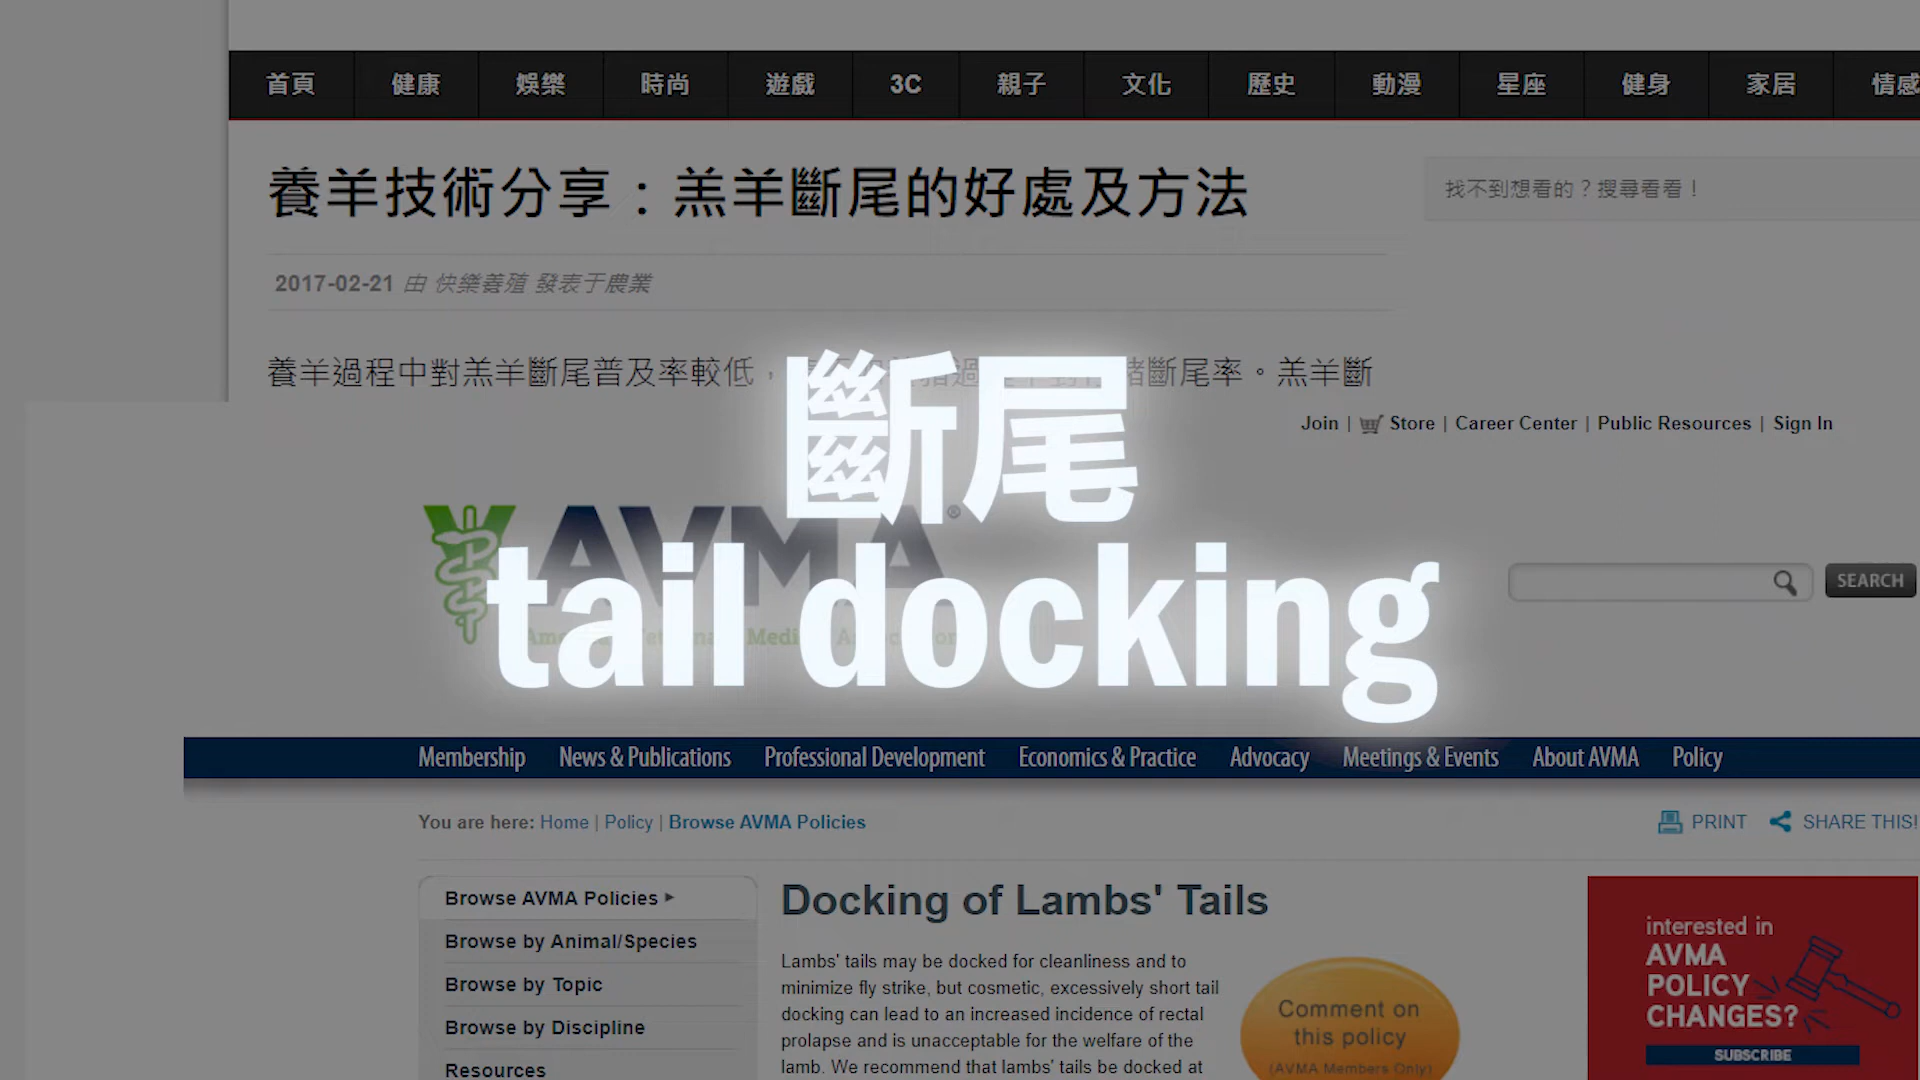 首頁 健康 娛樂 時尚 遊戲 3C 親子 文化 歷史 動漫 星座 健身 家居 情感
養羊技術分享：羔羊斷尾的好處及方法
找不到想看的？搜尋看看！
2017-02-21 由 快樂養殖 發表于農業
養羊過程中對羔羊斷尾普及率較低，豬斷尾率。羔羊斷
斷尾
tail docking
Join | Store | Career Center | Public Resources | Sign In
AVMA®
American Veterinary Medical Association
SEARCH
Membership News & Publications Professional Development Economics & Practice Advocacy Meetings & Events About AVMA Policy
You are here: Home | Policy | Browse AVMA Policies
PRINT SHARE THIS!
Browse AVMA Policies ▸
Browse by Animal/Species
Browse by Topic
Browse by Discipline
Resources
Docking of Lambs' Tails
Lambs' tails may be docked for cleanliness and to
minimize fly strike, but cosmetic, excessively short tail
docking can lead to an increased incidence of rectal
prolapse and is unacceptable for the welfare of the
lamb. We recommend that lambs' tails be docked at
Comment on
this policy
(AVMA Members Only)
interested in
AVMA
POLICY
CHANGES?
SUBSCRIBE